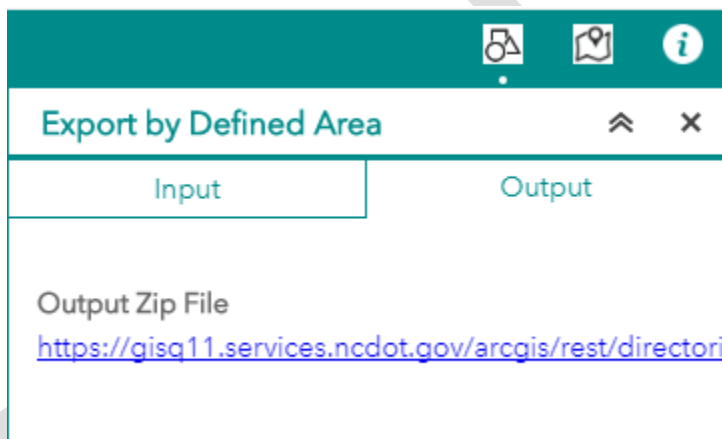 Export by Defined Area
Input
Output
Output Zip File
https://gisq11.services.ncdot.gov/arcgis/rest/directori